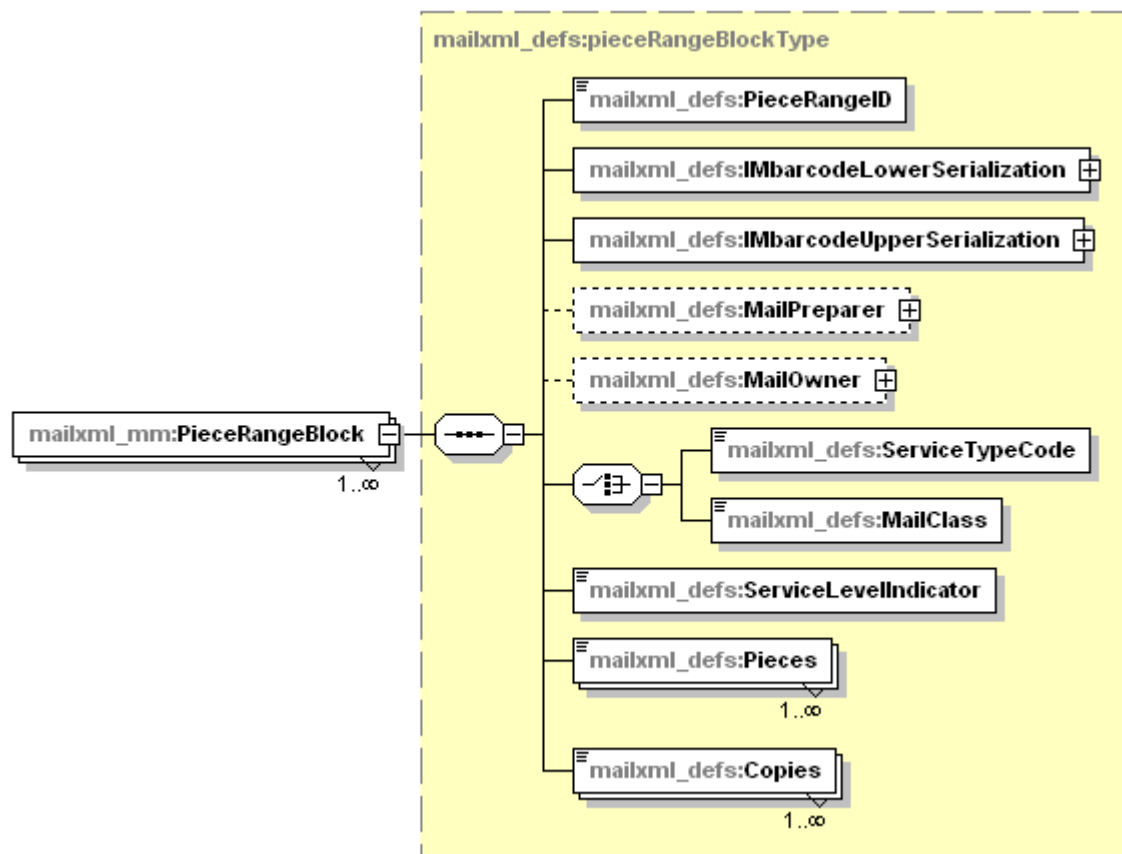 mailxml_defs:pieceRangeBlockType
mailxml_defs:PieceRangeID
mailxml_defs:IMbarcodeLowerSerialization
mailxml_defs:IMbarcodeUpperSerialization
mailxml_defs:MailPreparer
mailxml_defs:MailOwner
mailxml_mm:PieceRangeBlock
1..∞
mailxml_defs:ServiceTypeCode
mailxml_defs:MailClass
mailxml_defs:ServiceLevelIndicator
mailxml_defs:Pieces
1..∞
mailxml_defs:Copies
1..∞